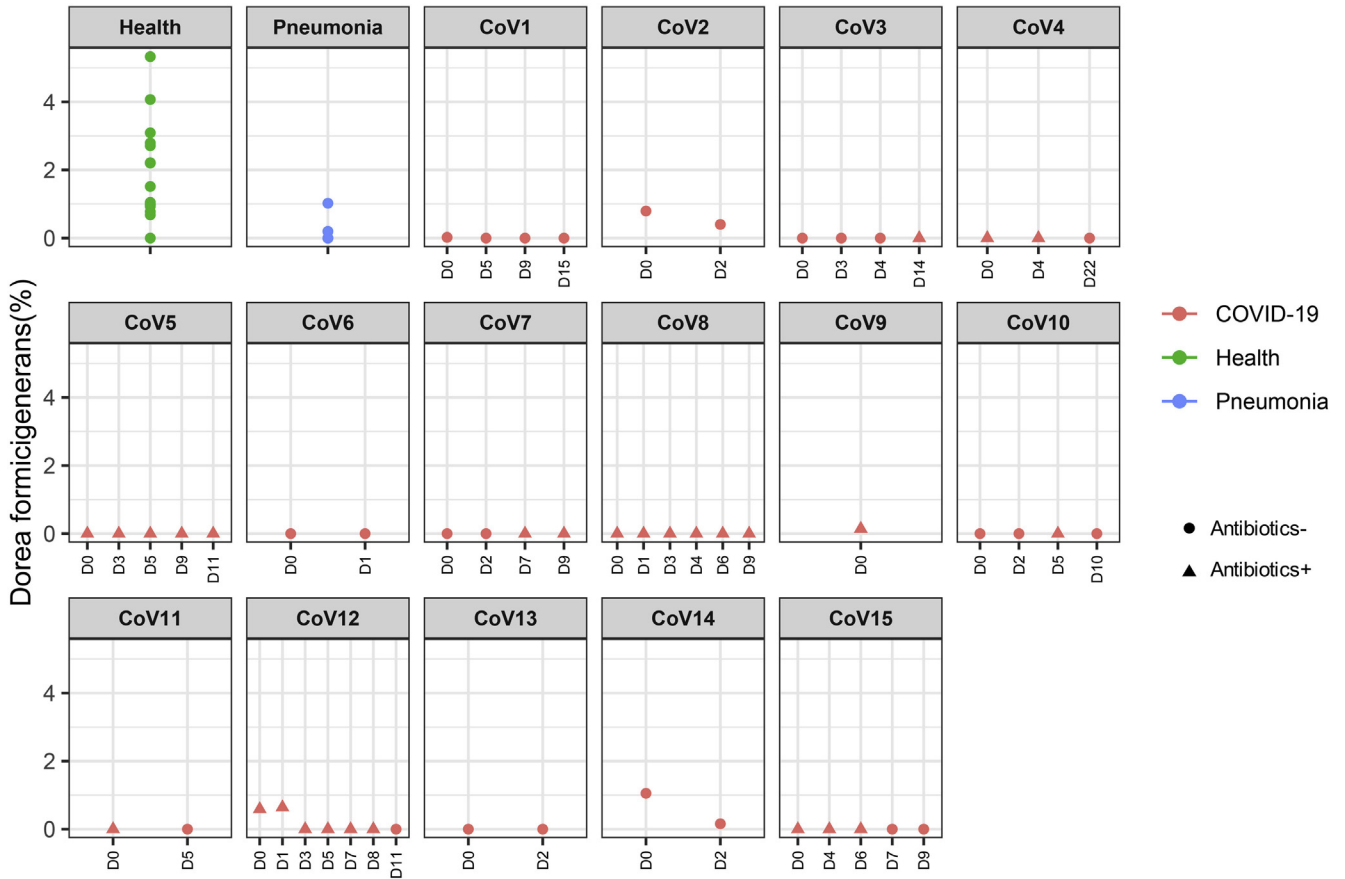 Health Pneumonia CoV1 CoV2 CoV3 CoV4
4
2
0
D0 D5 D9 D15 D0 D2 D0 D3 D4 D14 D0 D4 D22
Dorea formicigenerans(%)
CoV5 CoV6 CoV7 CoV8 CoV9 CoV10
4
2
0
D0 D3 D5 D9 D11 D0 D1 D0 D2 D7 D9 D0 D1 D3 D4 D6 D9 D0 D0 D2 D5 D10
CoV11 CoV12 CoV13 CoV14 CoV15
4
2
0
D0 D5 D0 D1 D3 D5 D7 D8 D11 D0 D2 D0 D2 D0 D4 D6 D7 D9
COVID-19
Health
Pneumonia
Antibiotics-
Antibiotics+